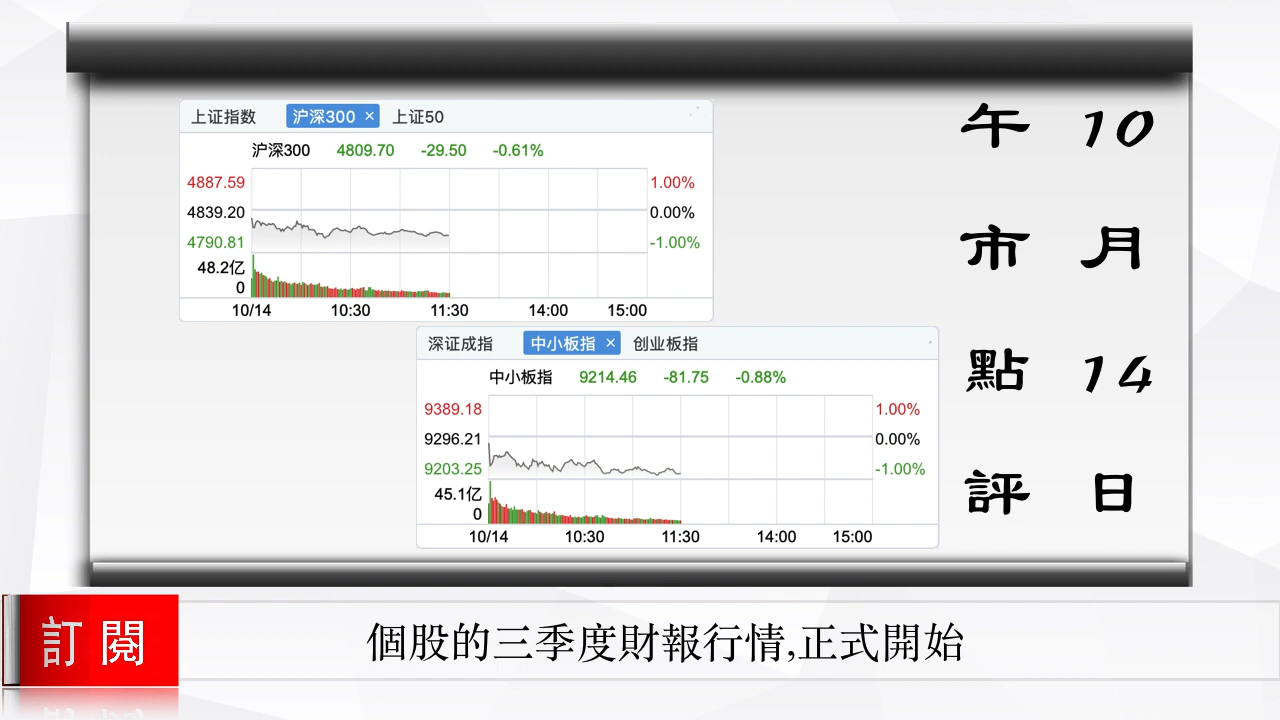 上证指数 沪深300 × 上证50
沪深300 4809.70 -29.50 -0.61%
4887.59 1.00%
4839.20 0.00%
4790.81 -1.00%
48.2亿
0
10/14 10:30 11:30 14:00 15:00
深证成指 中小板指 × 创业板指
中小板指 9214.46 -81.75 -0.88%
9389.18 1.00%
9296.21 0.00%
9203.25 -1.00%
45.1亿
0
10/14 10:30 11:30 14:00 15:00
10月14日
午市點評
訂閱
個股的三季度財報行情,正式開始